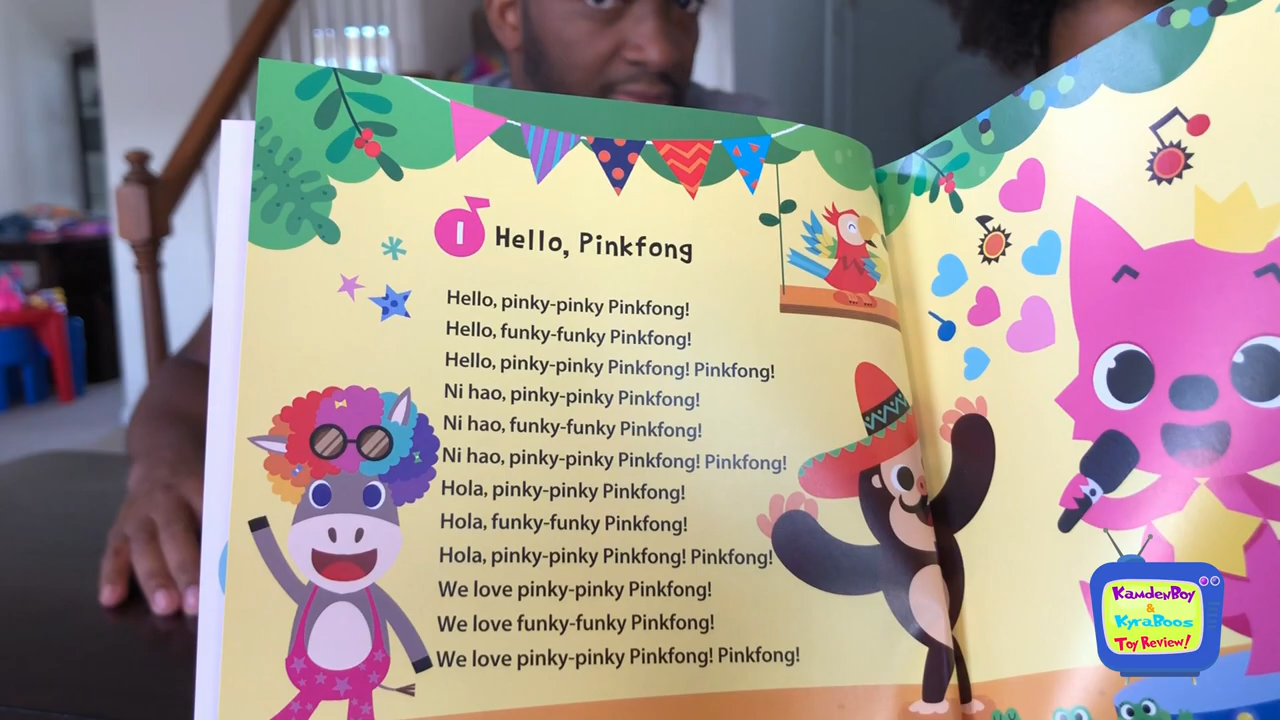 1 Hello, Pinkfong
Hello, pinky-pinky Pinkfong!
Hello, funky-funky Pinkfong!
Hello, pinky-pinky Pinkfong! Pinkfong!
Ni hao, pinky-pinky Pinkfong!
Ni hao, funky-funky Pinkfong!
Ni hao, pinky-pinky Pinkfong! Pinkfong!
Hola, pinky-pinky Pinkfong!
Hola, funky-funky Pinkfong!
Hola, pinky-pinky Pinkfong! Pinkfong!
We love pinky-pinky Pinkfong!
We love funky-funky Pinkfong!
We love pinky-pinky Pinkfong! Pinkfong!
KamdenBoy
&
KyraBoos
Toy Review!